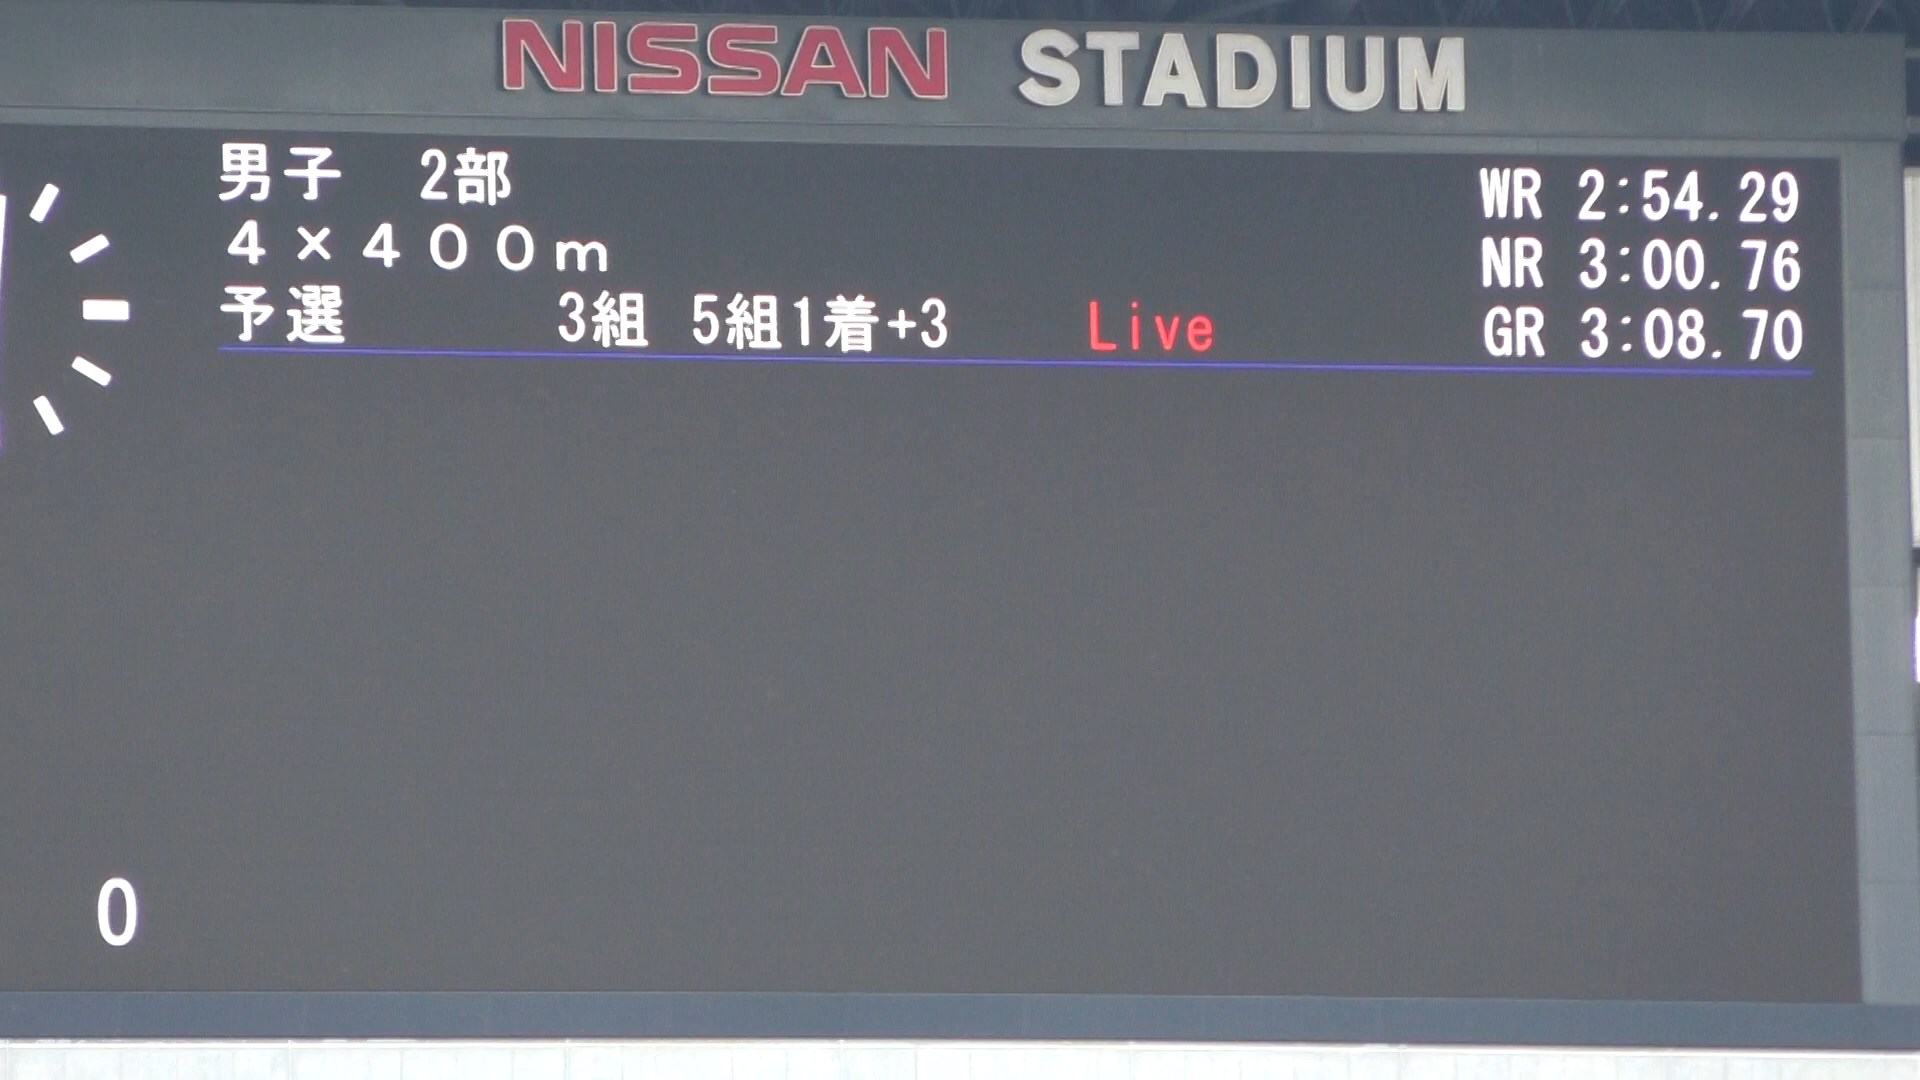 NISSAN STADIUM
男子 2部
4×400m
予選 3組 5組1着+3 Live
WR 2:54.29
NR 3:00.76
GR 3:08.70
0